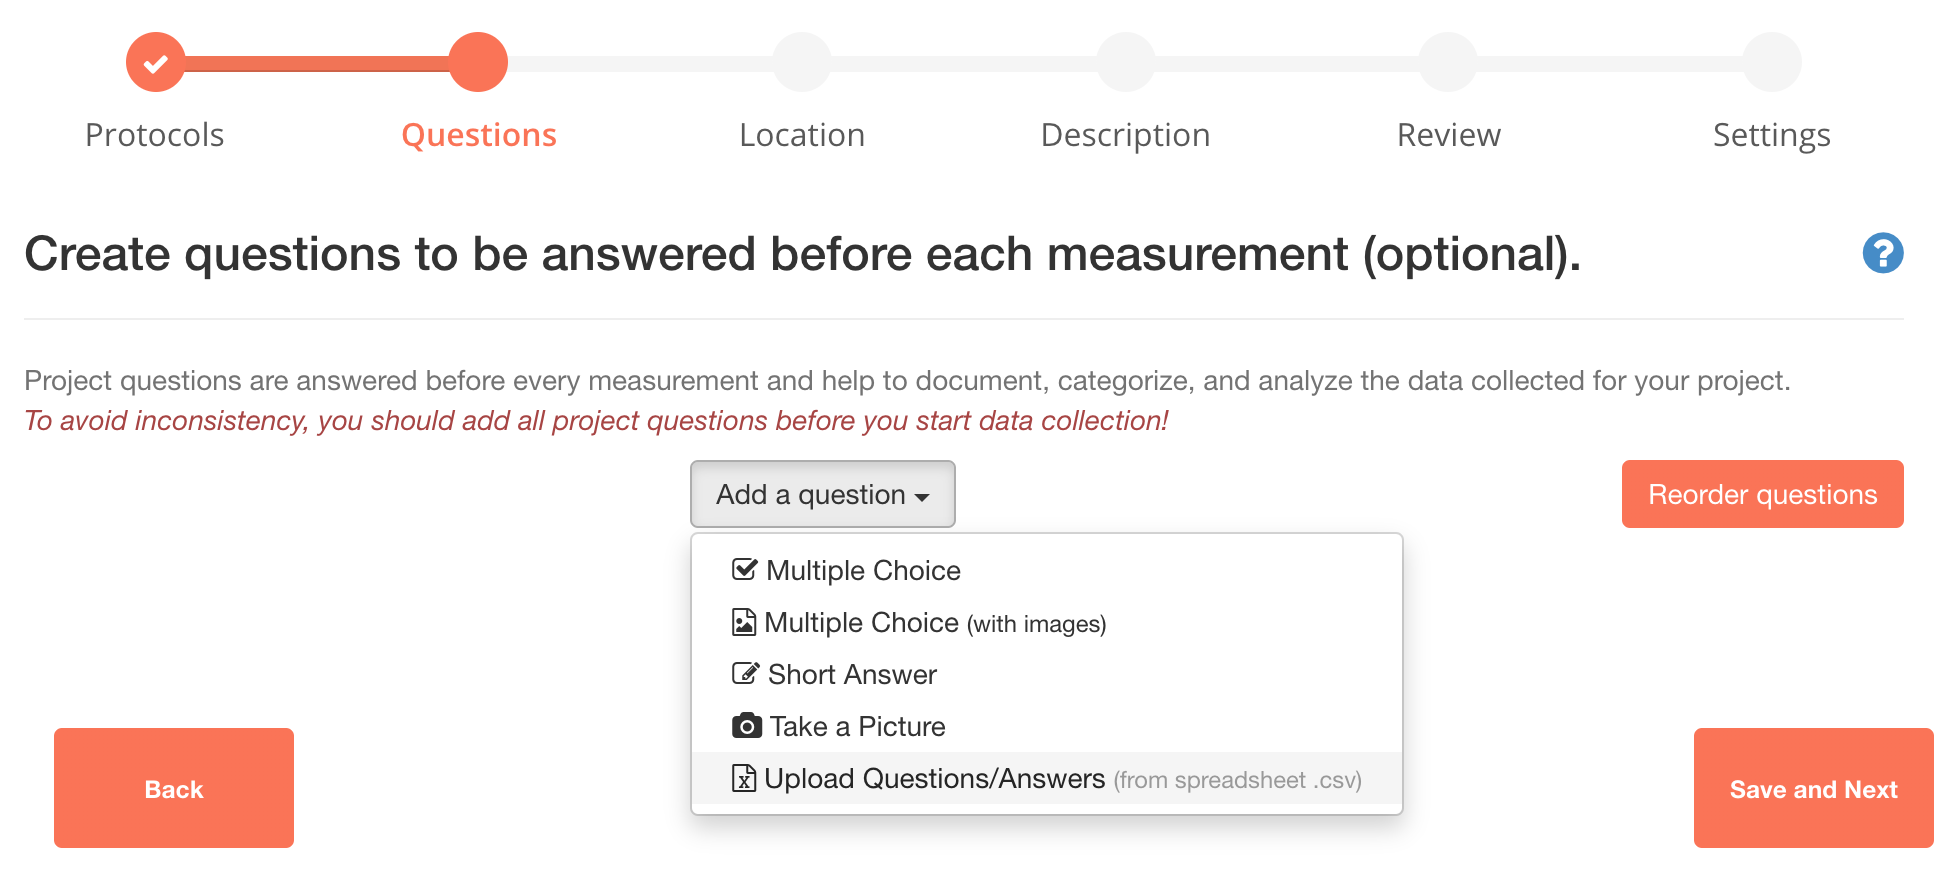 Protocols
Questions
Location
Description
Review
Settings
Create questions to be answered before each measurement (optional).
Project questions are answered before every measurement and help to document, categorize, and analyze the data collected for your project.
To avoid inconsistency, you should add all project questions before you start data collection!
Add a question
Reorder questions
Multiple Choice
Multiple Choice (with images)
Short Answer
Take a Picture
Upload Questions/Answers (from spreadsheet .csv)
Back
Save and Next